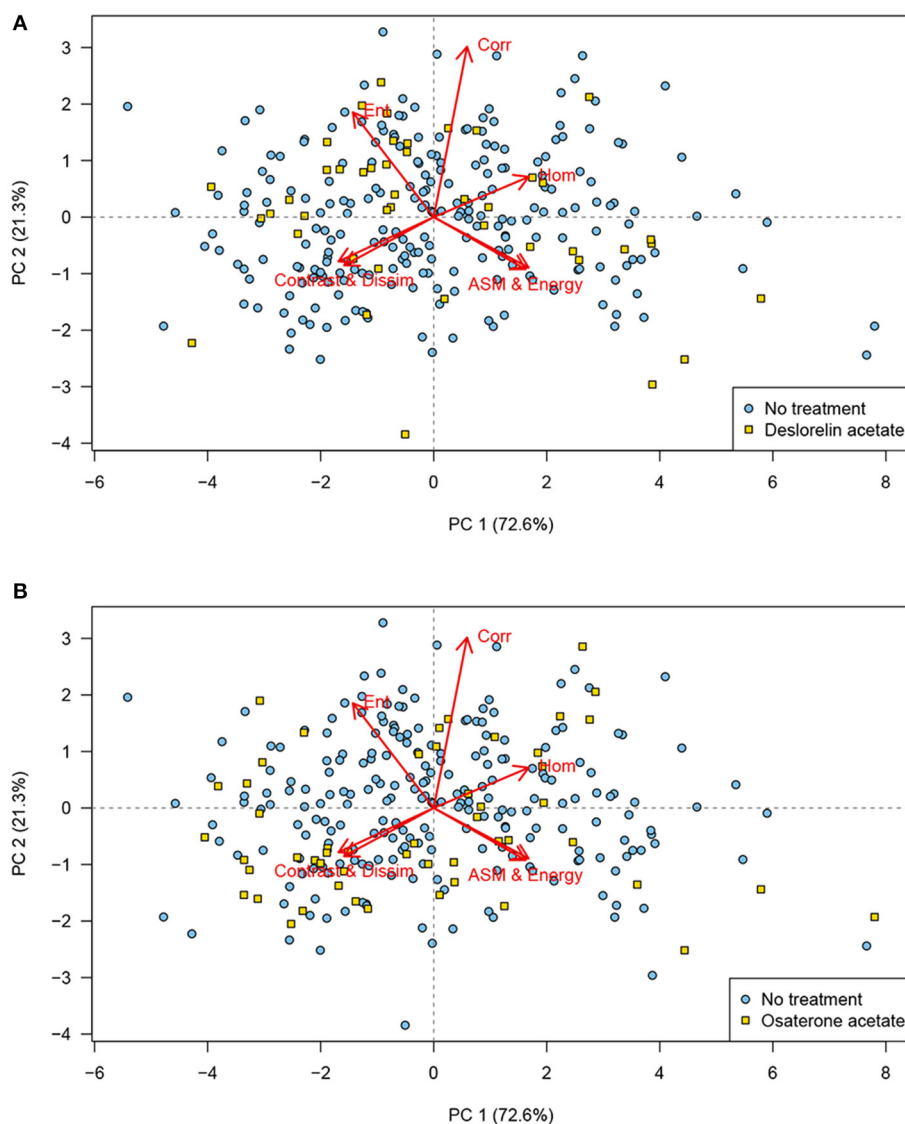 A
3
2
1
0
−1
−2
−3
−4
PC 2 (21.3%)
Corr
Ent
Hom
Contrast & Dissim
ASM & Energy
No treatment
Deslorelin acetate
−6
−4
−2
0
2
4
6
8
PC 1 (72.6%)
B
3
2
1
0
−1
−2
−3
−4
PC 2 (21.3%)
Corr
Ent
Hom
Contrast & Dissim
ASM & Energy
No treatment
Osaterone acetate
−6
−4
−2
0
2
4
6
8
PC 1 (72.6%)